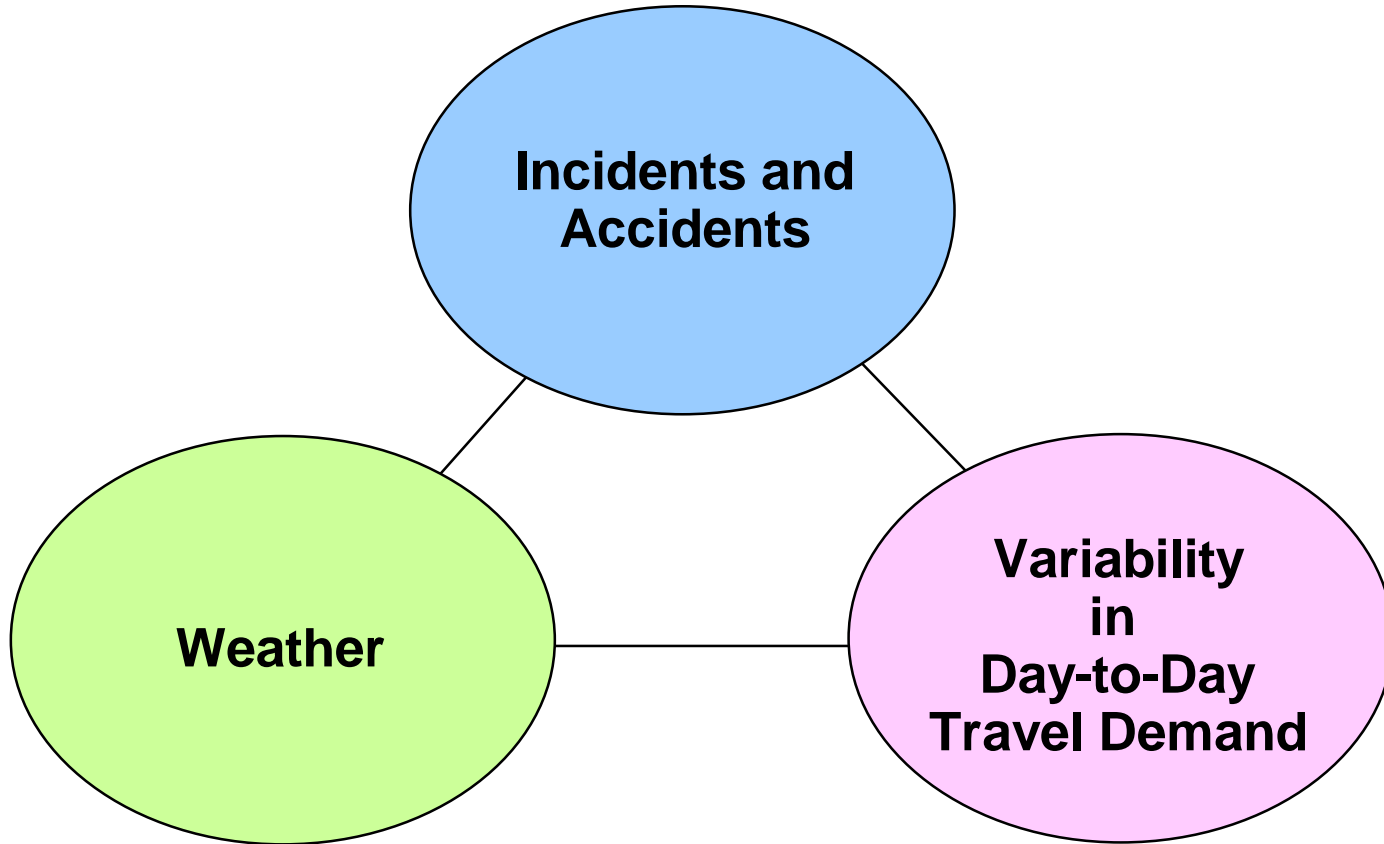 Incidents and
Accidents
Weather
Variability
in
Day-to-Day
Travel Demand